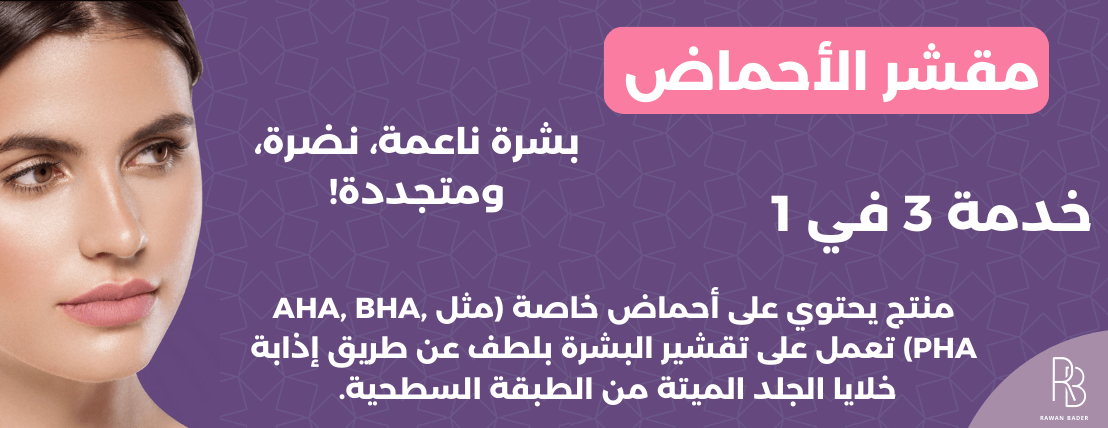 مقشر الأحماض
بشرة ناعمة، نضرة،
ومتجددة!
خدمة 3 في 1
منتج يحتوي على أحماض خاصة (مثل AHA, BHA,
PHA) تعمل على تقشير البشرة بلطف عن طريق إذابة
خلايا الجلد الميتة من الطبقة السطحية.
RB
RAWAN BADER